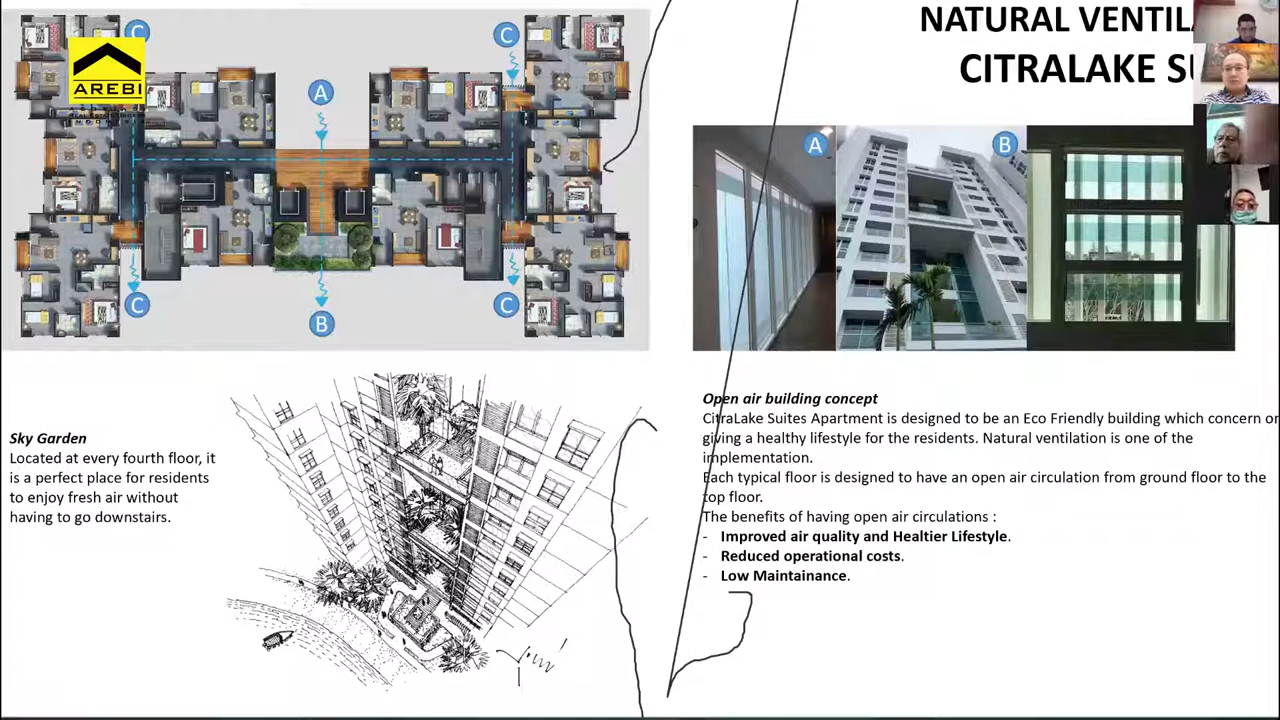 NATURAL VENTILA
CITRALAKE SU
AREBI
C
C
A
C
B
C
A
B
Sky Garden
Located at every fourth floor, it
is a perfect place for residents
to enjoy fresh air without
having to go downstairs.
Open air building concept
CitraLake Suites Apartment is designed to be an Eco Friendly building which concern on
giving a healthy lifestyle for the residents. Natural ventilation is one of the
implementation.
Each typical floor is designed to have an open air circulation from ground floor to the
top floor.
The benefits of having open air circulations :
- Improved air quality and Healtier Lifestyle.
- Reduced operational costs.
- Low Maintainance.